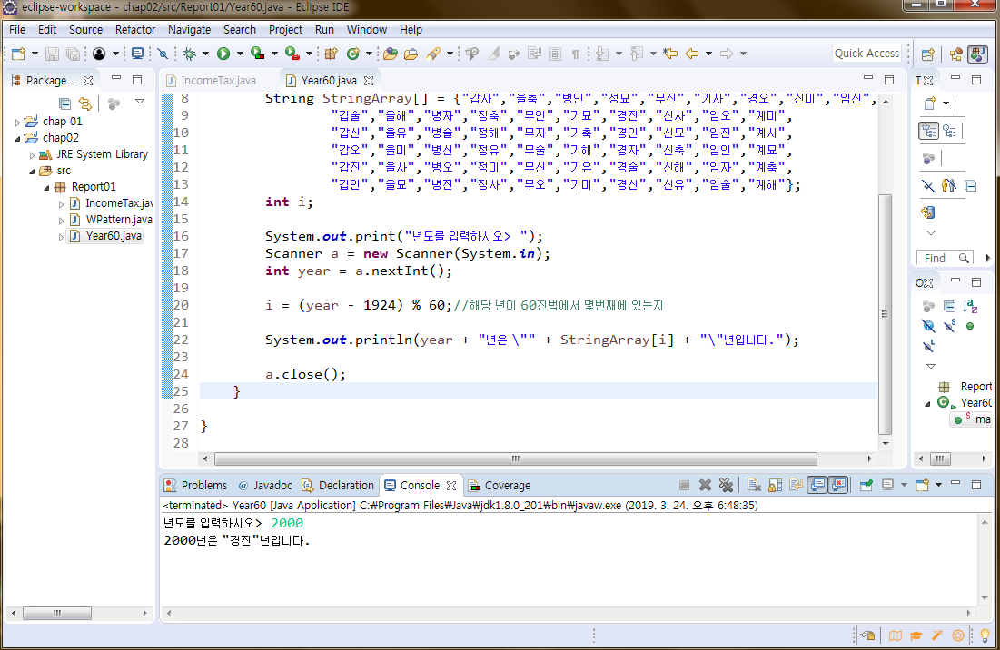 eclipse-workspace - chap02/src/Report01/Year60.java - Eclipse IDE
File Edit Source Refactor Navigate Search Project Run Window Help
Quick Access
Package...
chap 01
chap02
JRE System Library
src
Report01
IncomeTax.jav
WPattern.java
Year60.java
IncomeTax.java Year60.java
8 String StringArray[] = {"갑자","을축","병인","정묘","무진","기사","경오","신미","임신",
9 "갑술","을해","병자","정축","무인","기묘","경진","신사","임오","계미",
10 "갑신","을유","병술","정해","무자","기축","경인","신묘","임진","계사",
11 "갑오","을미","병신","정유","무술","기해","경자","신축","임인","계묘",
12 "갑진","을사","병오","정미","무신","기유","경술","신해","임자","계축",
13 "갑인","을묘","병진","정사","무오","기미","경신","신유","임술","계해"};
14 int i;
15
16 System.out.print("년도를 입력하시오> ");
17 Scanner a = new Scanner(System.in);
18 int year = a.nextInt();
19
20 i = (year - 1924) % 60;//해당 년이 60진법에서 몇번째에 있는지
21
22 System.out.println(year + "년은 \"" + StringArray[i] + "\"년입니다.");
23
24 a.close();
25 }
26
27 }
28
T
Find
O
Report
Year60
S ma
Problems @ Javadoc Declaration Console Coverage
<terminated> Year60 [Java Application] C:₩Program Files₩Java₩jdk1.8.0_201₩bin₩javaw.exe (2019. 3. 24. 오후 6:48:35)
년도를 입력하시오> 2000
2000년은 "경진"년입니다.